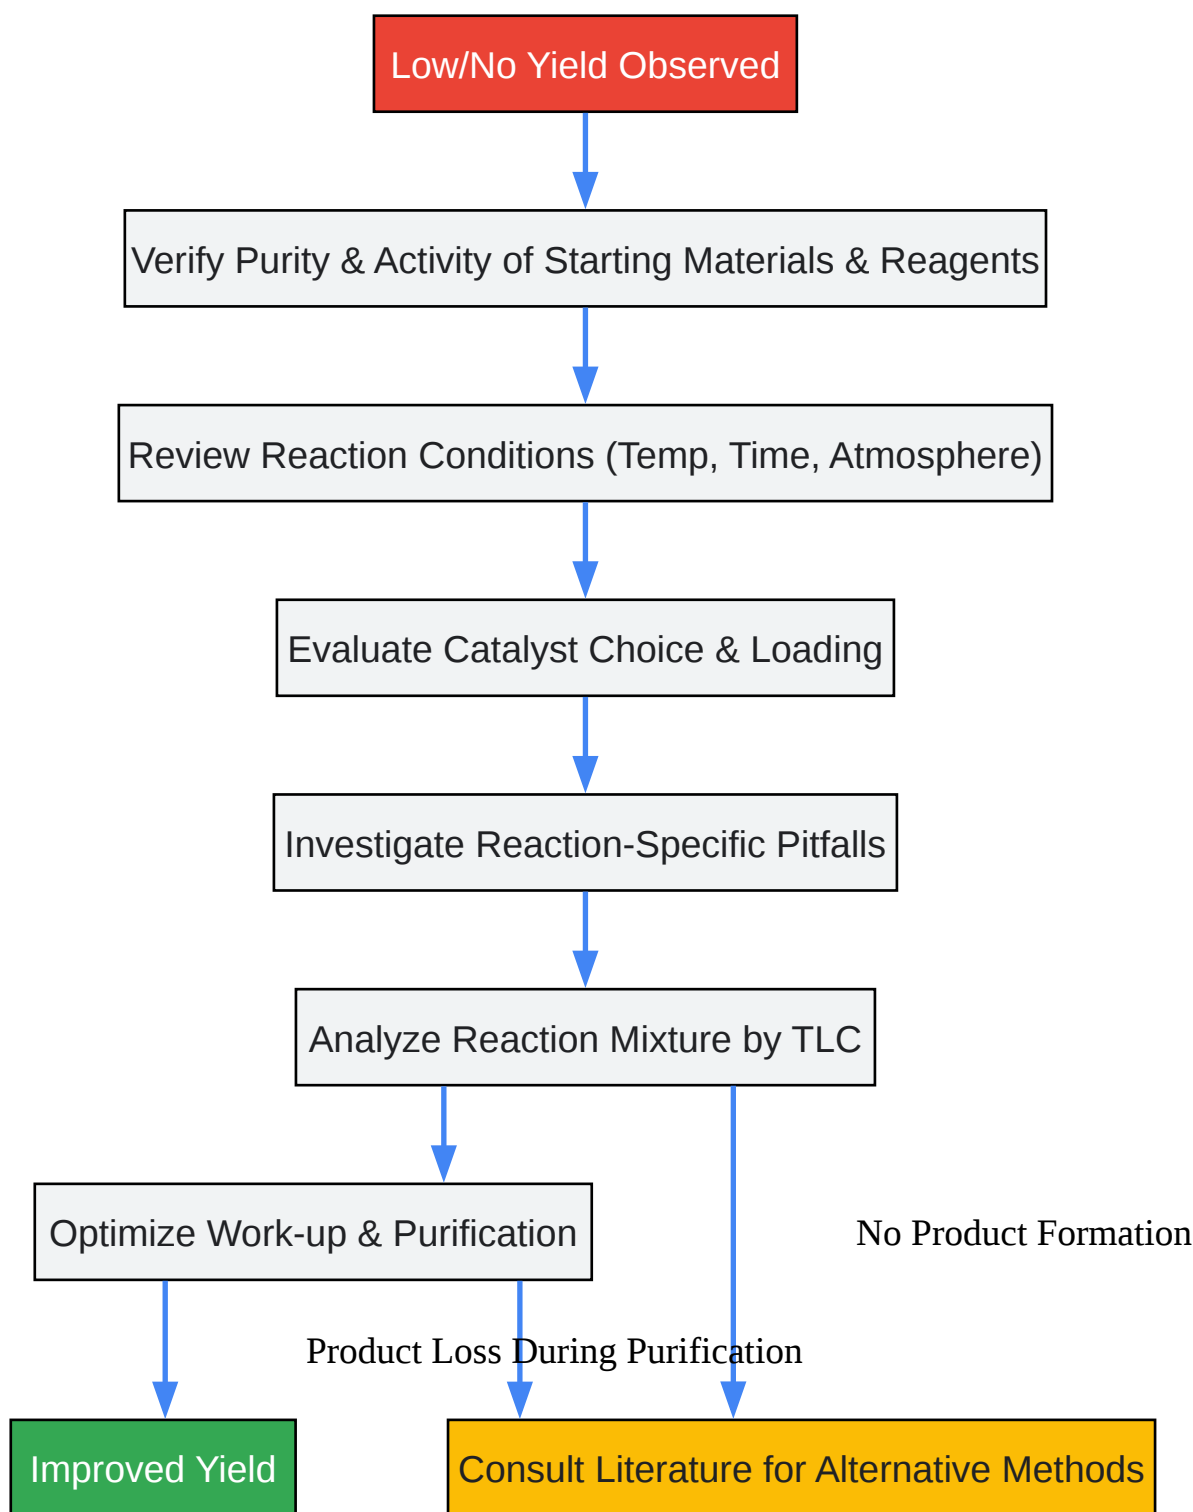 Low/No Yield Observed
Verify Purity & Activity of Starting Materials & Reagents
Review Reaction Conditions (Temp, Time, Atmosphere)
Evaluate Catalyst Choice & Loading
Investigate Reaction-Specific Pitfalls
Analyze Reaction Mixture by TLC
Optimize Work-up & Purification
No Product Formation
Product Loss During Purification
Improved Yield
Consult Literature for Alternative Methods